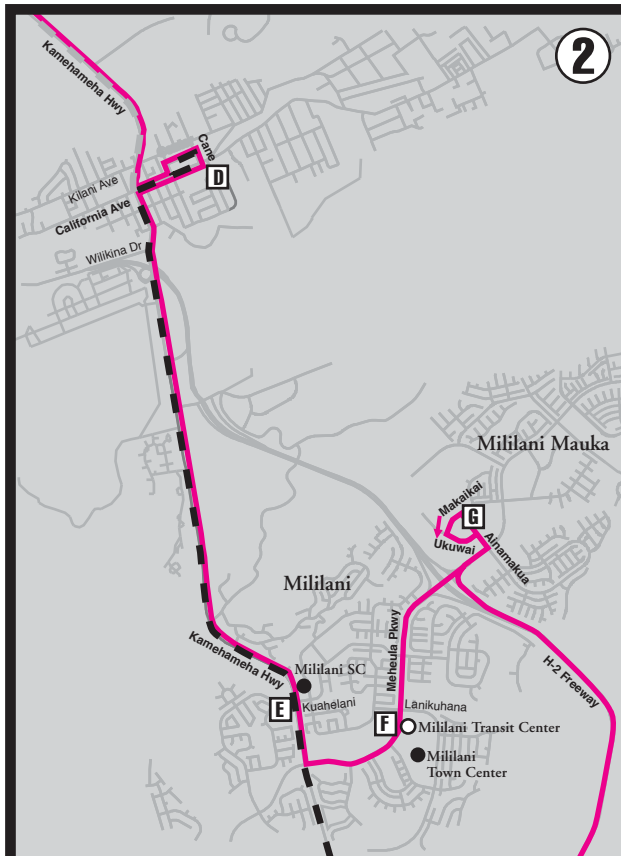 2
Kamehameha Hwy
Cane
D
Kilani Ave
California Ave
Wilikina Dr
Mililani Mauka
Makaikai
G
Ukuwai
Ainamakua
Mililani
Meheula Pkwy
Kamehameha Hwy
Mililani SC
H-2 Freeway
E
Kuahelani
Lanikuhana
F
Mililani Transit Center
Mililani
Town Center